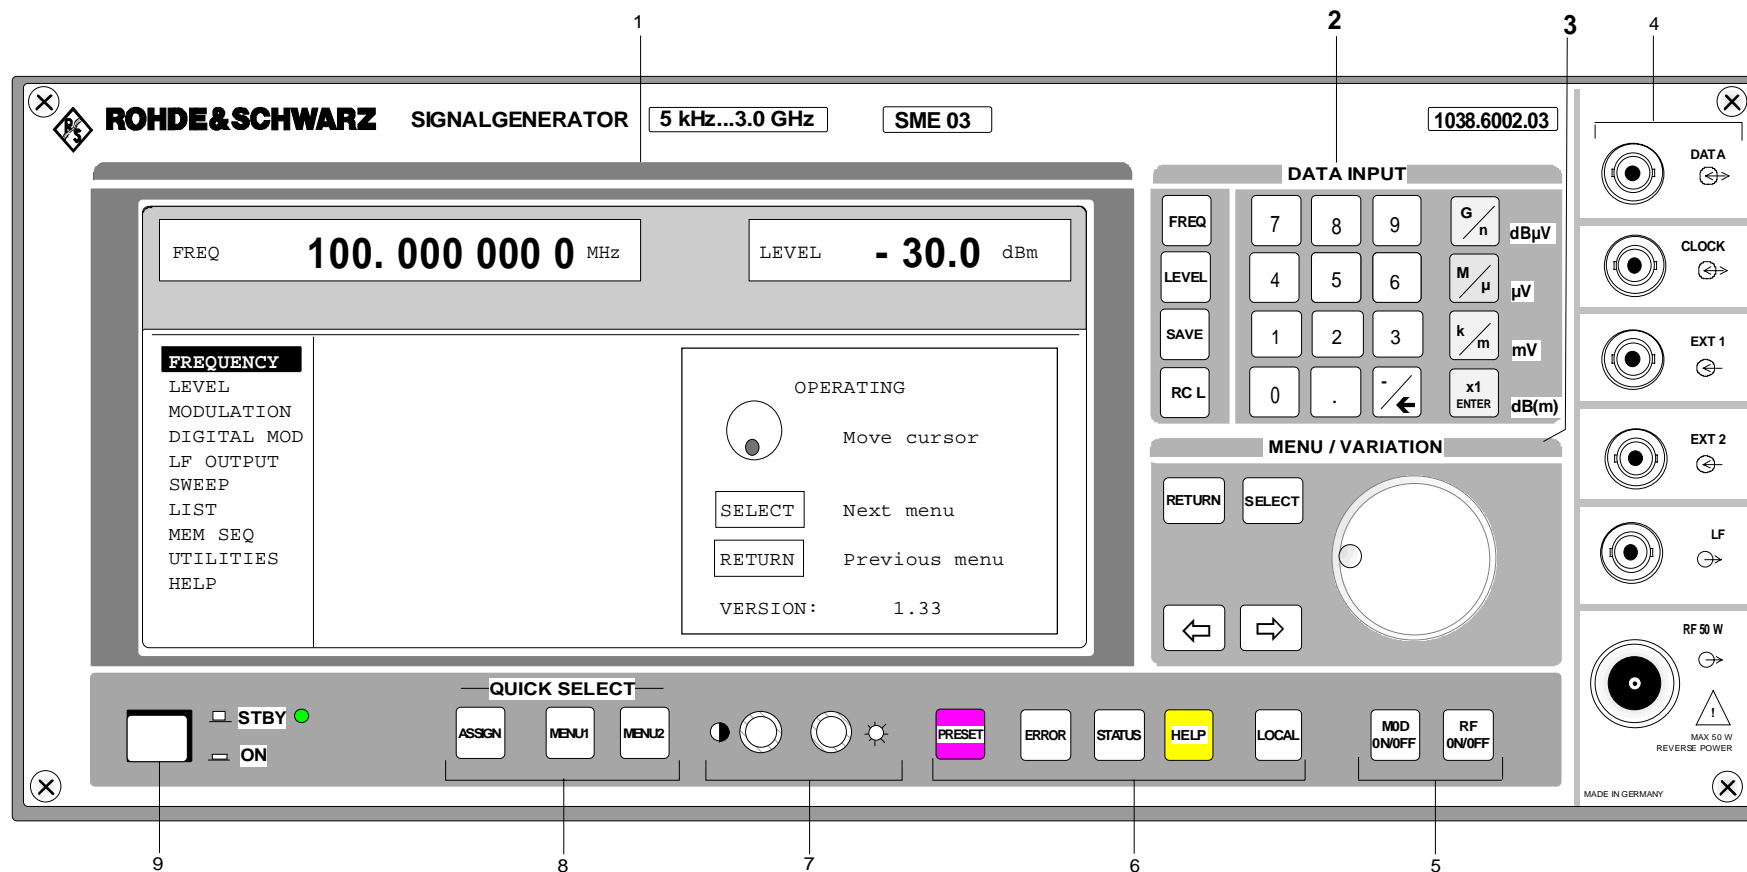 1
2
3
4
R&S
ROHDE&SCHWARZ SIGNALGENERATOR 5 kHz...3.0 GHz SME 03 1038.6002.03
FREQ 100. 000 000 0 MHz LEVEL - 30.0 dBm
FREQUENCY
LEVEL
MODULATION
DIGITAL MOD
LF OUTPUT
SWEEP
LIST
MEM SEQ
UTILITIES
HELP
OPERATING
Move cursor
SELECT Next menu
RETURN Previous menu
VERSION: 1.33
DATA INPUT
FREQ 7 8 9 G/n dBµV
LEVEL 4 5 6 M/µ µV
SAVE 1 2 3 k/m mV
RC L 0 . -/← x1 ENTER dB(m)
MENU / VARIATION
RETURN SELECT
⇦ ⇨
DATA
CLOCK
EXT 1
EXT 2
LF
RF 50 W
!
MAX 50 W
REVERSE POWER
MADE IN GERMANY
STBY
ON
QUICK SELECT
ASSIGN MENU1 MENU2
PRESET ERROR STATUS HELP LOCAL
M0D
0N/0FF
RF
0N/0FF
9
8
7
6
5